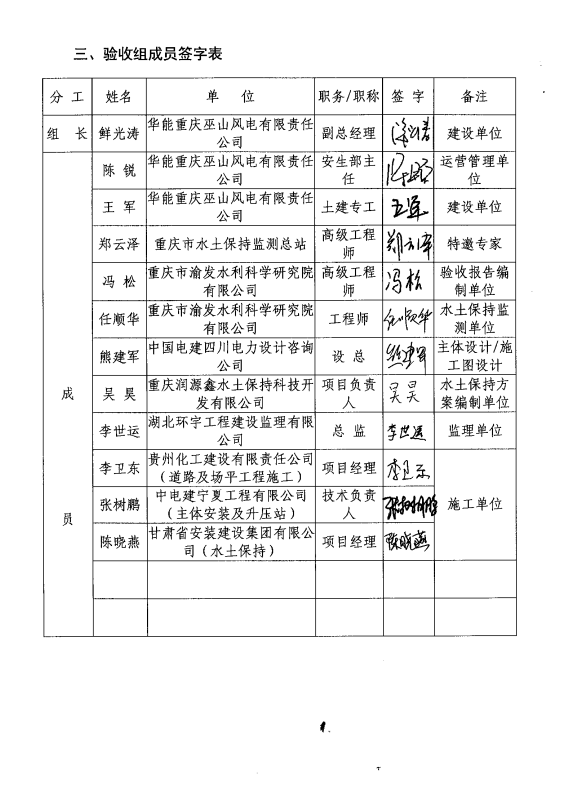 三、验收组成员签字表
分 工 姓名 单 位 职务/职称 签 字 备注
组 长 鲜光涛 华能重庆巫山风电有限责任公司 副总经理 建设单位
成 员
陈 锐 华能重庆巫山风电有限责任公司 安生部主任 运营管理单位
王 军 华能重庆巫山风电有限责任公司 土建专工 王军 建设单位
郑云泽 重庆市水土保持监测总站 高级工程师 郑云泽 特邀专家
冯 松 重庆市渝发水利科学研究院有限公司 高级工程师 冯松 验收报告编制单位
任顺华 重庆市渝发水利科学研究院有限公司 工程师 任顺华 水土保持监测单位
熊建军 中国电建四川电力设计咨询公司 设 总 熊建军 主体设计/施工图设计
吴 昊 重庆润源鑫水土保持科技开发有限公司 项目负责人 吴昊 水土保持方案编制单位
李世运 湖北环宇工程建设监理有限公司 总 监 李世运 监理单位
李卫东 贵州化工建设有限责任公司（道路及场平工程施工） 项目经理 李卫东 施工单位
张树鹏 中电建宁夏工程有限公司（主体安装及升压站） 技术负责人 张树鹏
陈晓燕 甘肃省安装建设集团有限公司（水土保持） 项目经理 陈晓燕